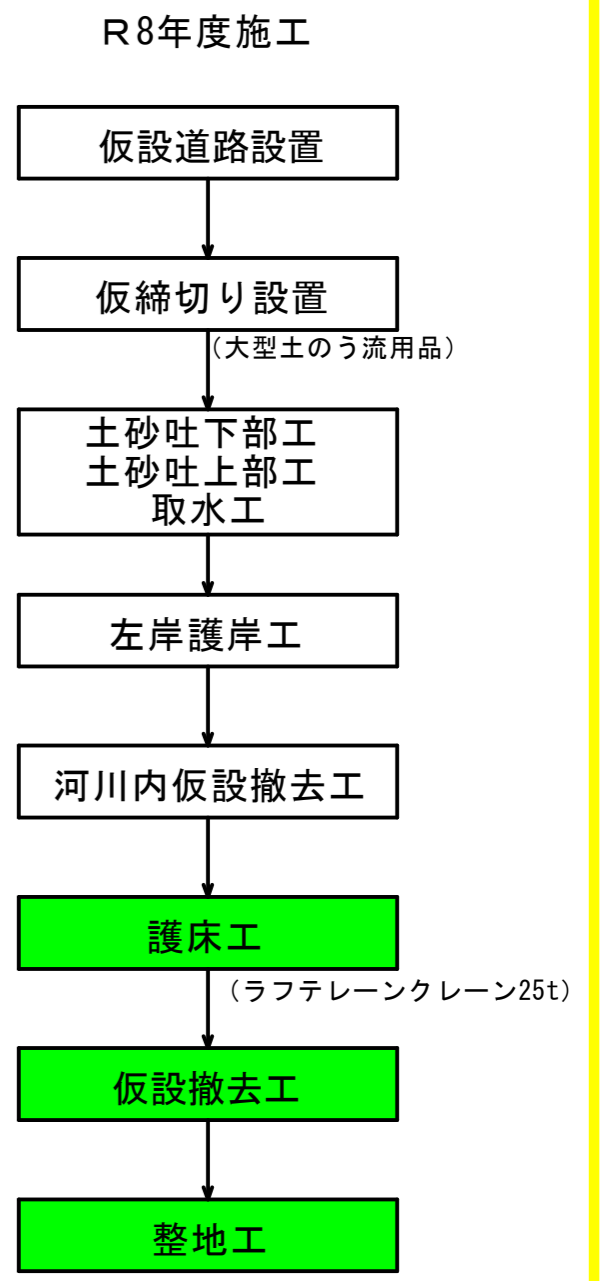 Ｒ8年度施工
仮設道路設置
仮締切り設置
(大型土のう流用品)
土砂吐下部工
土砂吐上部工
取水工
左岸護岸工
河川内仮設撤去工
護床工
(ラフテレーンクレーン25t)
仮設撤去工
整地工